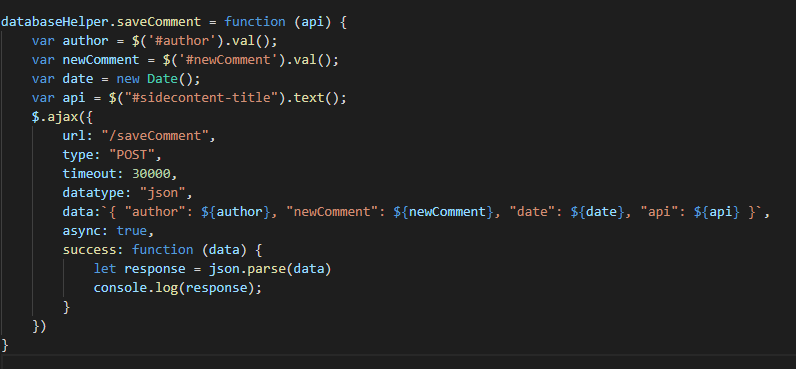 databaseHelper.saveComment = function (api) {
var author = $('#author').val();
var newComment = $('#newComment').val();
var date = new Date();
var api = $("#sidecontent-title").text();
$.ajax({
url: "/saveComment",
type: "POST",
timeout: 30000,
datatype: "json",
data:`{ "author": ${author}, "newComment": ${newComment}, "date": ${date}, "api": ${api} }`,
async: true,
success: function (data) {
let response = json.parse(data)
console.log(response);
}
})
}